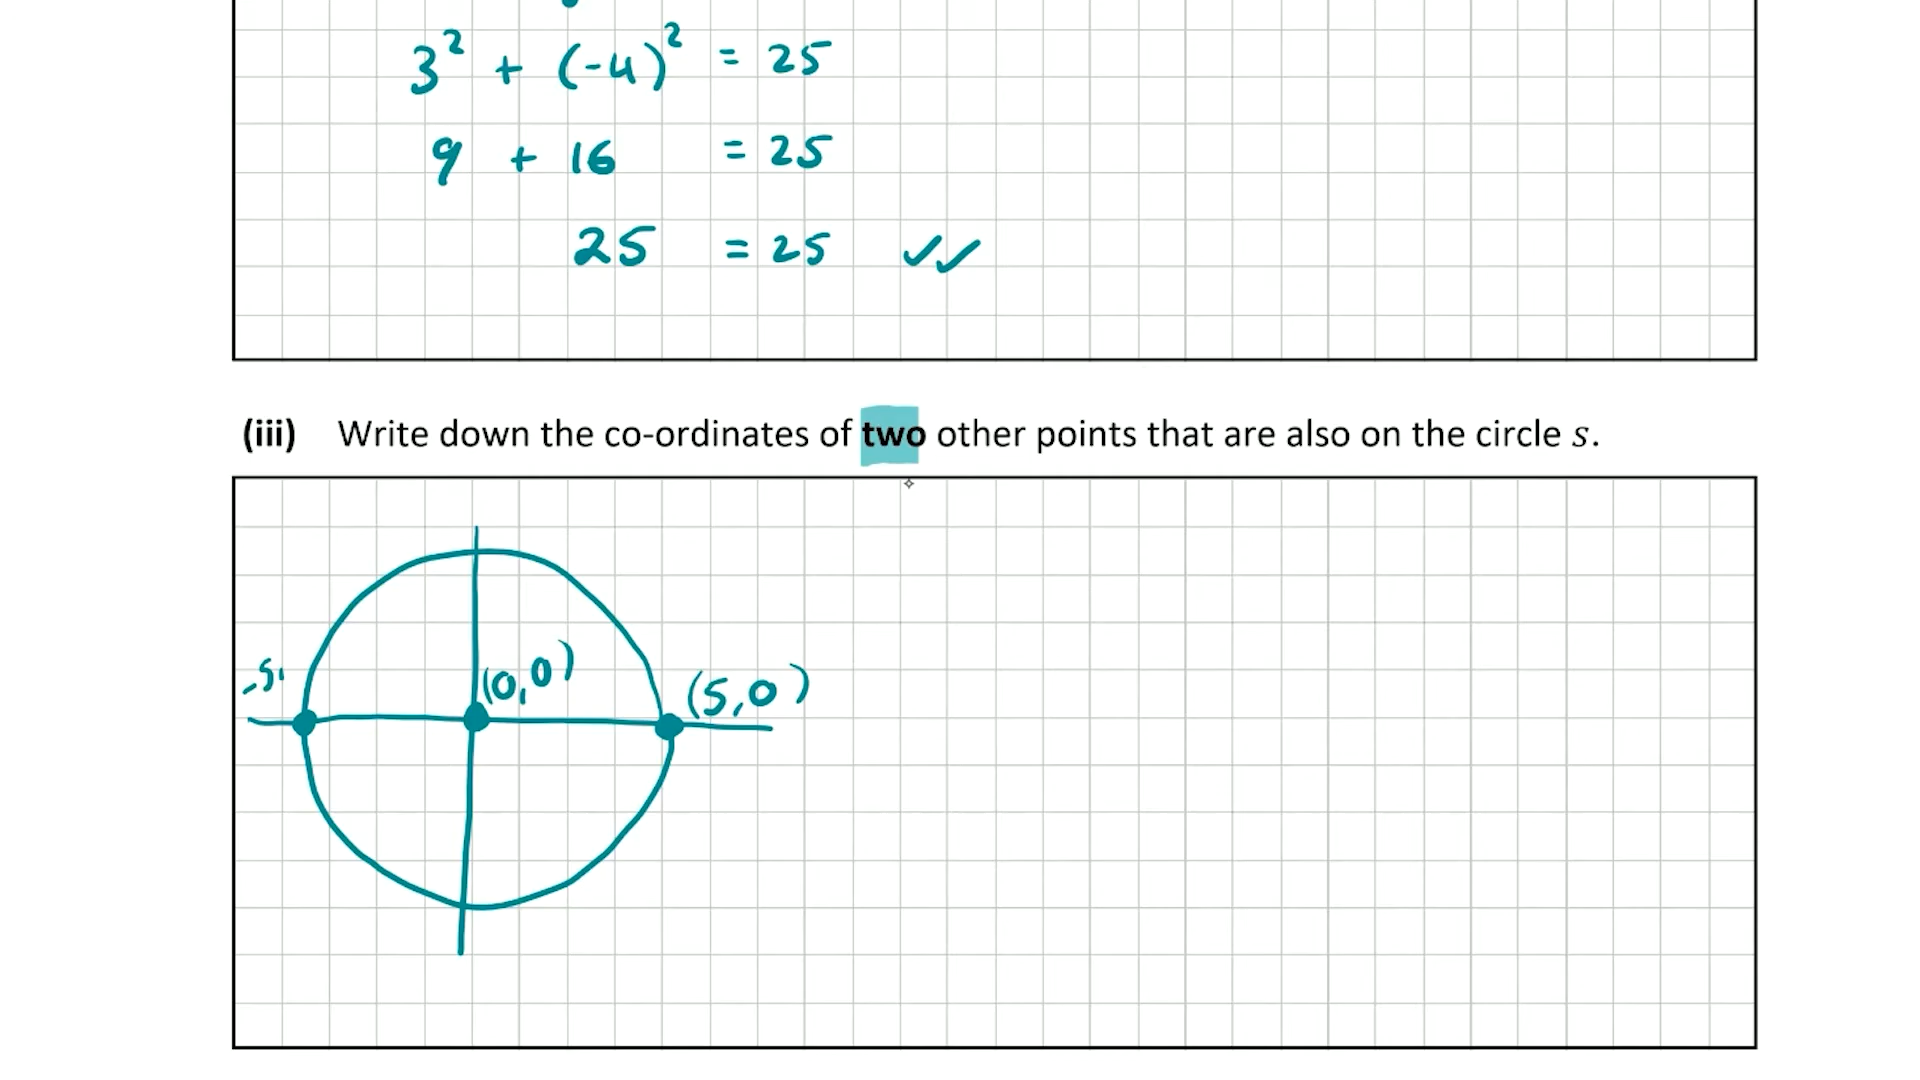 3² + (-4)² = 25
9 + 16 = 25
25 = 25 ✓✓
(iii) Write down the co-ordinates of two other points that are also on the circle s.
(0,0)
-5,
(5,0)